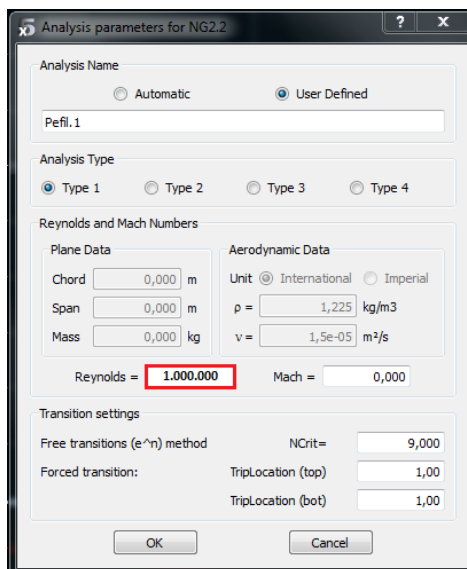 Analysis parameters for NG2.2 ? X
Analysis Name
Automatic User Defined
Pefil.1
Analysis Type
Type 1 Type 2 Type 3 Type 4
Reynolds and Mach Numbers
Plane Data Aerodynamic Data
Chord 0,000 m Unit International Imperial
Span 0,000 m ρ = 1,225 kg/m3
Mass 0,000 kg ν = 1,5e-05 m²/s
Reynolds = 1.000.000 Mach = 0,000
Transition settings
Free transitions (e^n) method NCrit= 9,000
Forced transition: TripLocation (top) 1,00
TripLocation (bot) 1,00
OK Cancel